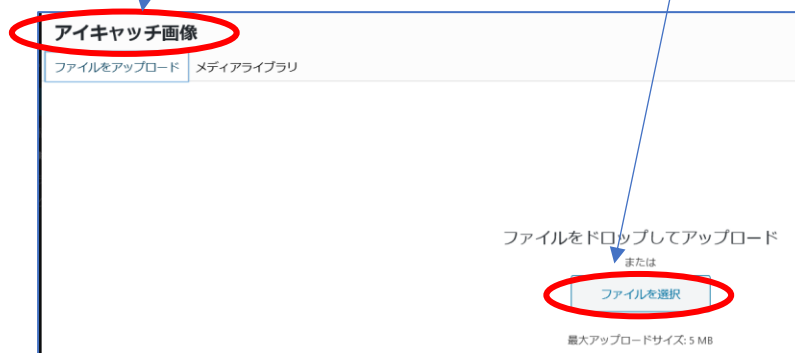 アイキャッチ画像
ファイルをアップロード メディアライブラリ
ファイルをドロップしてアップロード
または
ファイルを選択
最大アップロードサイズ: 5 MB